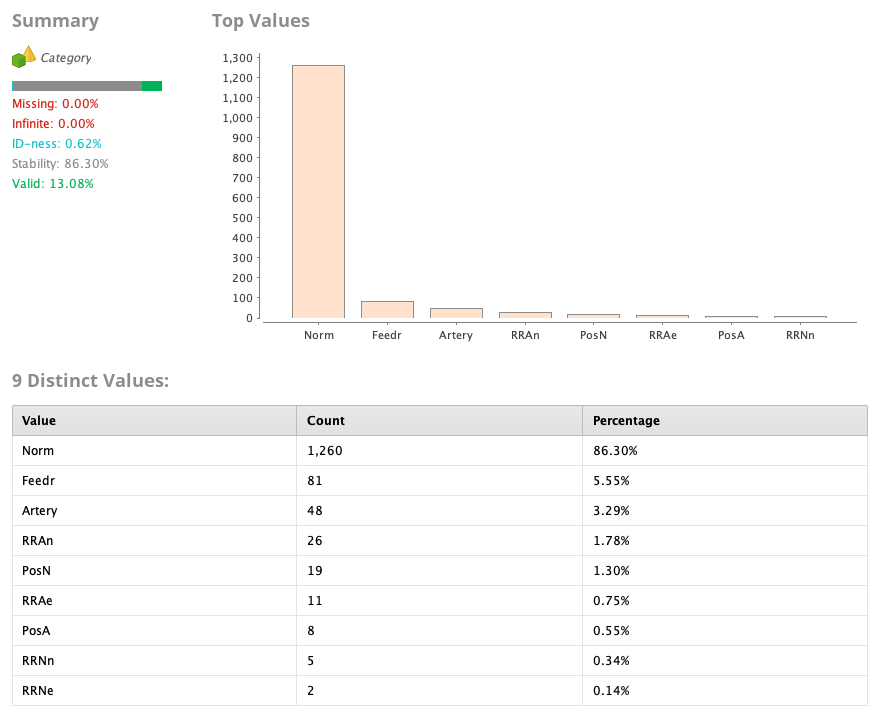 Summary
Category
Missing: 0.00%
Infinite: 0.00%
ID-ness: 0.62%
Stability: 86.30%
Valid: 13.08%
Top Values
1,300
1,200
1,100
1,000
900
800
700
600
500
400
300
200
100
0
Norm Feedr Artery RRAn PosN RRAe PosA RRNn
9 Distinct Values:
Value Count Percentage
Norm 1,260 86.30%
Feedr 81 5.55%
Artery 48 3.29%
RRAn 26 1.78%
PosN 19 1.30%
RRAe 11 0.75%
PosA 8 0.55%
RRNn 5 0.34%
RRNe 2 0.14%